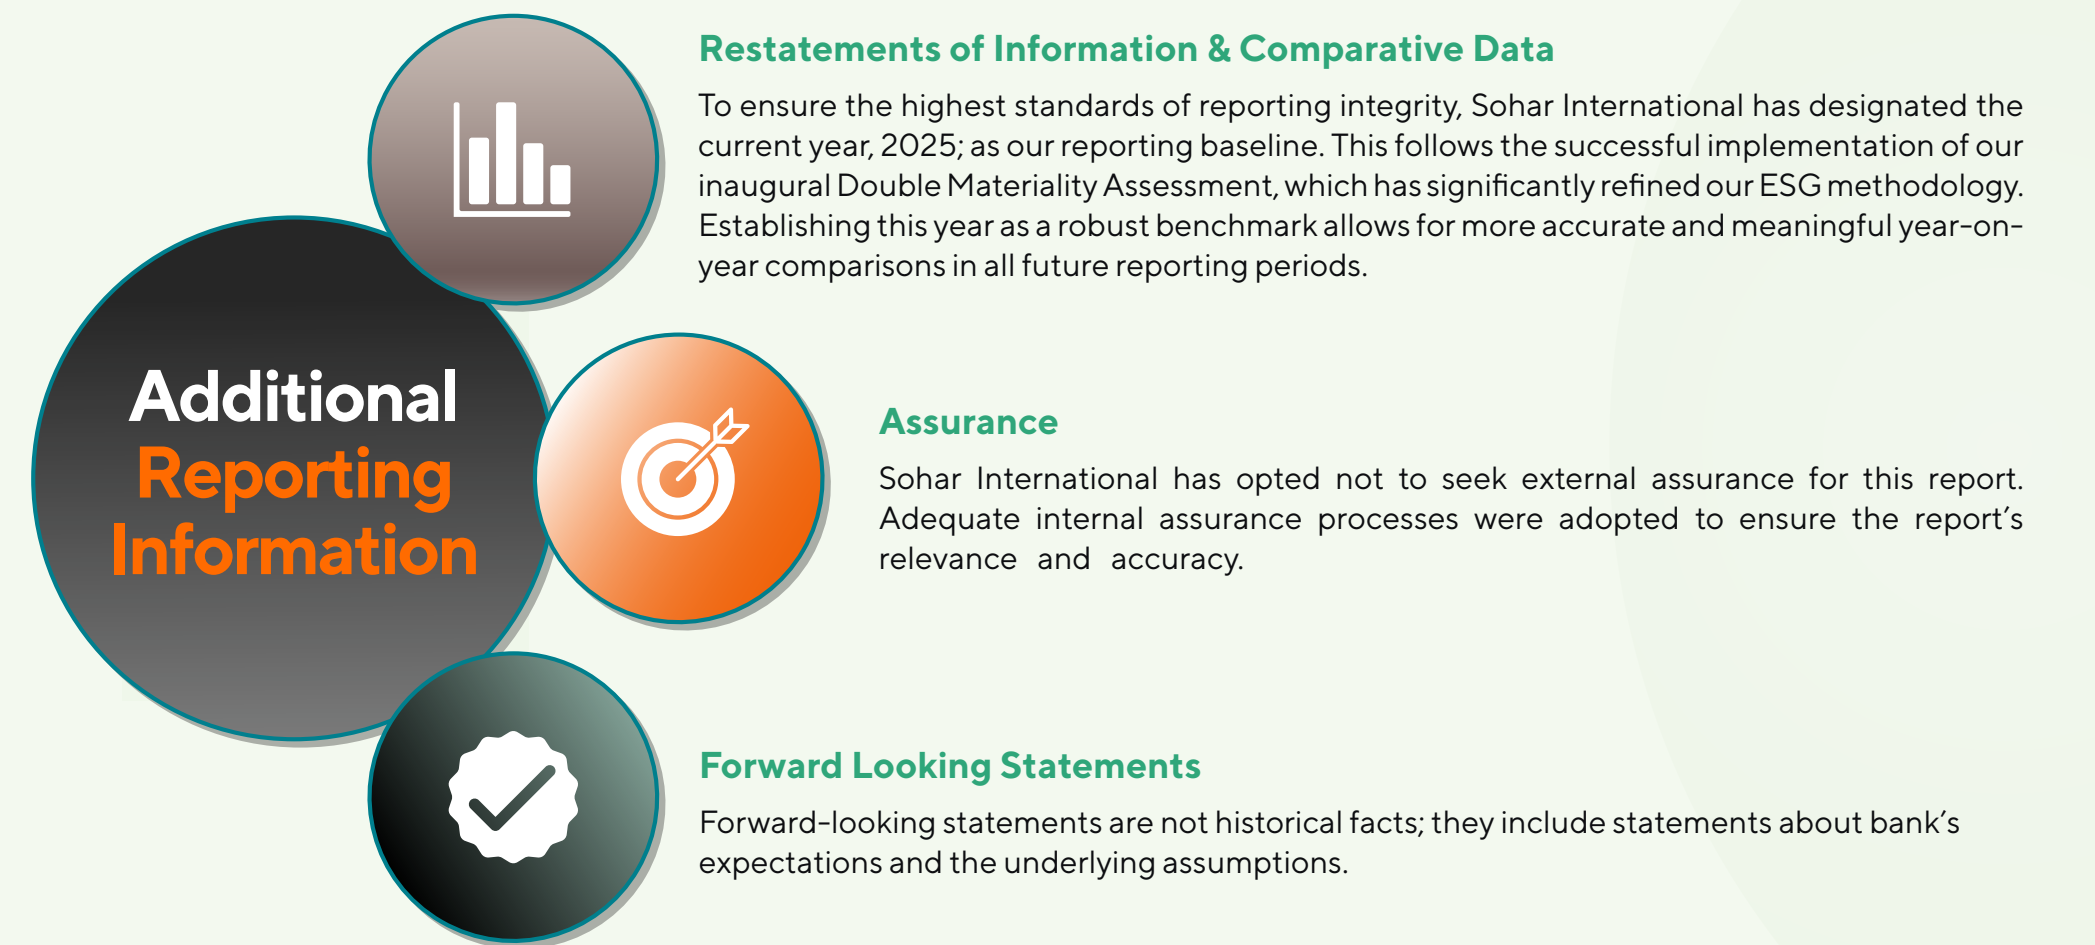 Additional
Reporting
Information
Restatements of Information & Comparative Data
To ensure the highest standards of reporting integrity, Sohar International has designated the
current year, 2025; as our reporting baseline. This follows the successful implementation of our
inaugural Double Materiality Assessment, which has significantly refined our ESG methodology.
Establishing this year as a robust benchmark allows for more accurate and meaningful year-on-
year comparisons in all future reporting periods.
Assurance
Sohar International has opted not to seek external assurance for this report.
Adequate internal assurance processes were adopted to ensure the report’s
relevance and accuracy.
Forward Looking Statements
Forward-looking statements are not historical facts; they include statements about bank’s
expectations and the underlying assumptions.